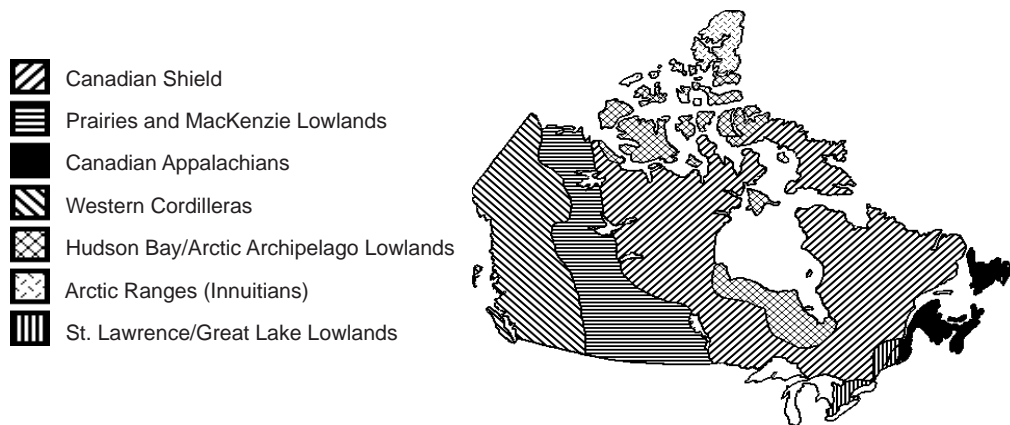 Canadian Shield
Prairies and MacKenzie Lowlands
Canadian Appalachians
Western Cordilleras
Hudson Bay/Arctic Archipelago Lowlands
Arctic Ranges (Innuitians)
St. Lawrence/Great Lake Lowlands